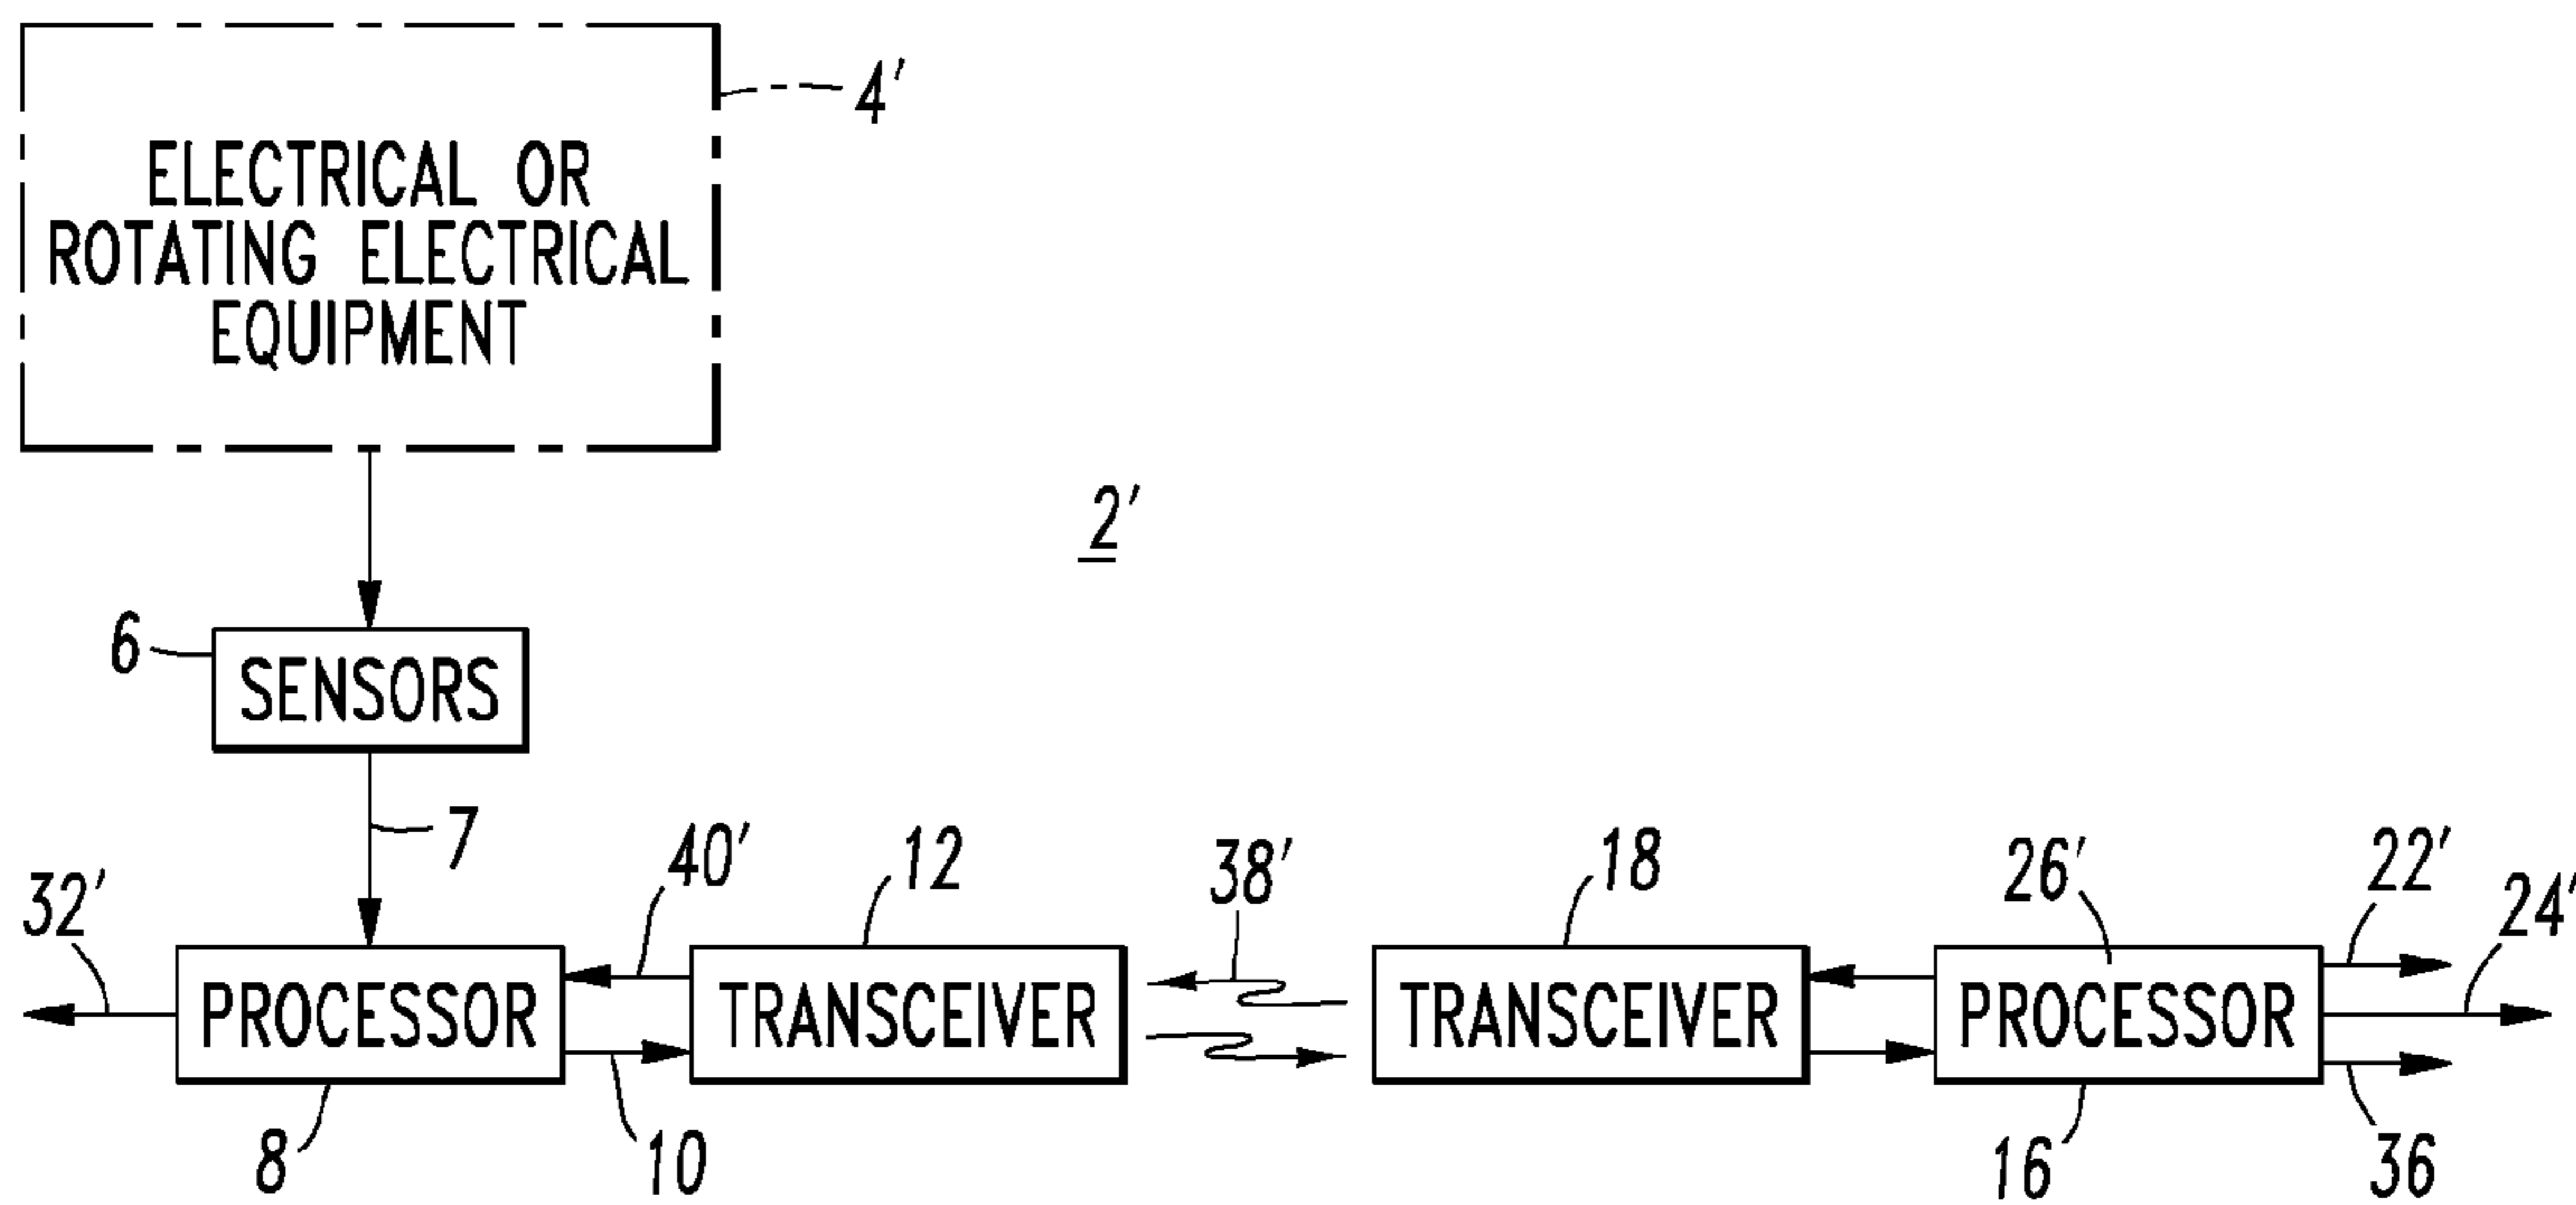 4'
ELECTRICAL OR
ROTATING ELECTRICAL
EQUIPMENT
2'
6
SENSORS
7
40'
12
38'
18
26'
22'
24'
32'
PROCESSOR
TRANSCEIVER
TRANSCEIVER
PROCESSOR
8
10
16
36